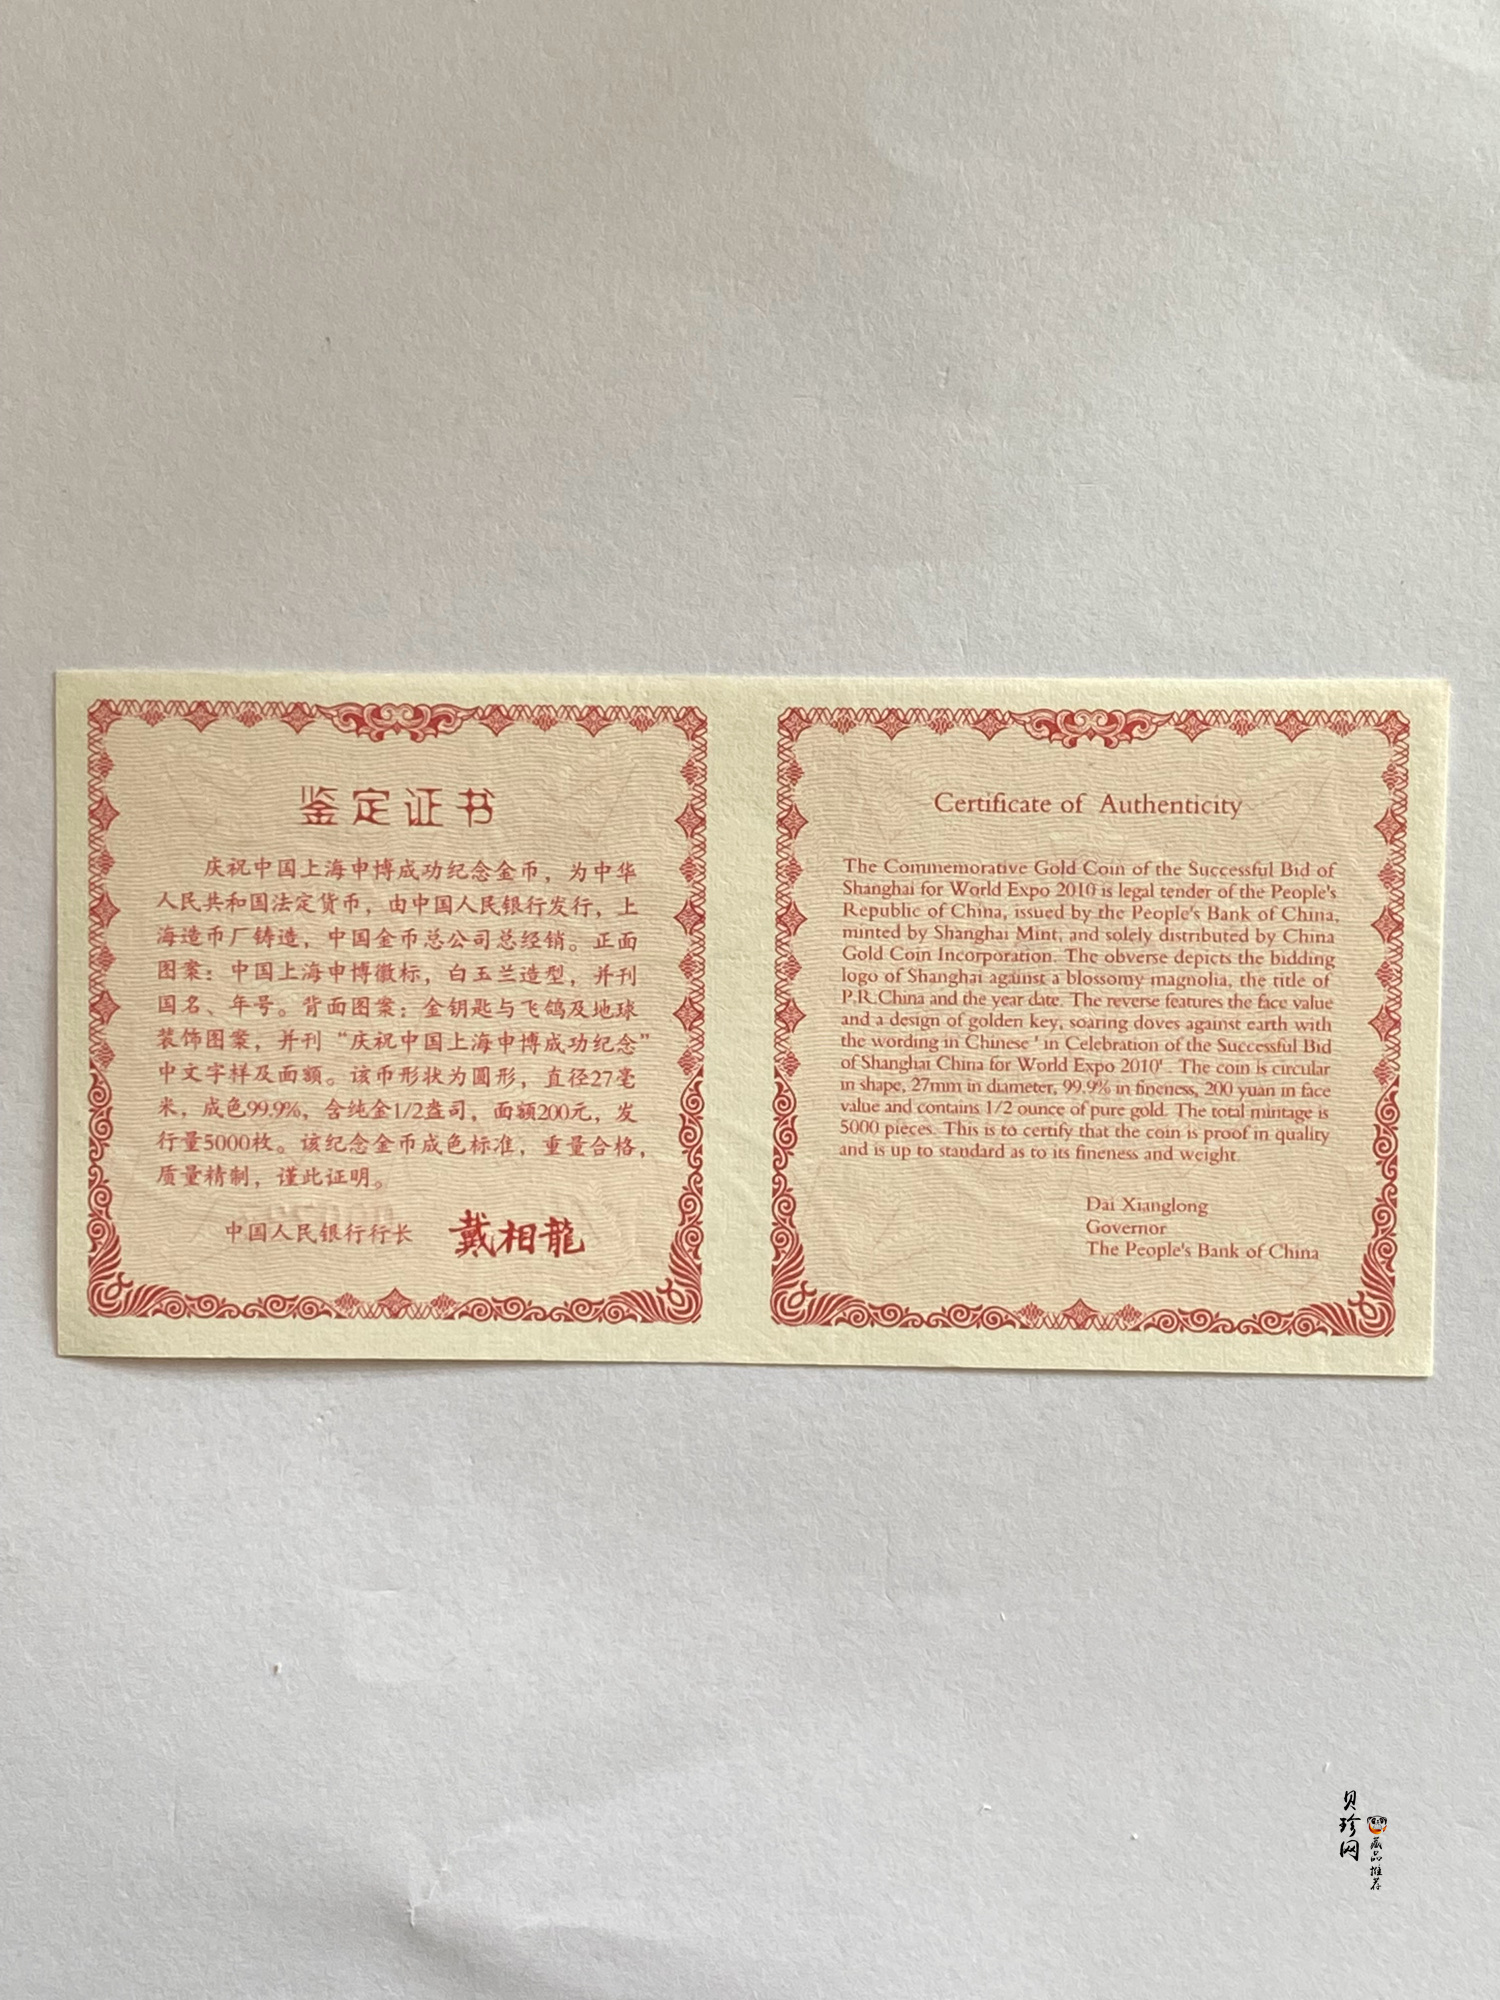 鉴定证书
庆祝中国上海申博成功纪念金币，为中华
人民共和国法定货币，由中国人民银行发行，上
海造币厂铸造，中国金币总公司总经销。正面
图案：中国上海申博徽标，白玉兰造型，并刊
国名、年号。背面图案：金钥匙与飞鸽及地球
装饰图案，并刊“庆祝中国上海申博成功纪念”
中文字样及面额。该币形状为圆形，直径27毫
米，成色99.9%，含纯金1/2盎司，面额200元，发
行量5000枚。该纪念金币成色标准，重量合格，
质量精制，谨此证明。
中国人民银行行长 戴相龍
Certificate of Authenticity
The Commemorative Gold Coin of the Successful Bid of
Shanghai for World Expo 2010 is legal tender of the People's
Republic of China, issued by the People's Bank of China,
minted by Shanghai Mint, and solely distributed by China
Gold Coin Incorporation. The obverse depicts the bidding
logo of Shanghai against a blossomy magnolia, the title of
P.R.China and the year date. The reverse features the face value
and a design of golden key, soaring doves against earth with
the wording in Chinese ' in Celebration of the Successful Bid
of Shanghai China for World Expo 2010' . The coin is circular
in shape, 27mm in diameter, 99.9% in fineness, 200 yuan in face
value and contains 1/2 ounce of pure gold. The total mintage is
5000 pieces. This is to certify that the coin is proof in quality
and is up to standard as to its fineness and weight.
Dai Xianglong
Governor
The People's Bank of China
贝珍网
藏品推荐